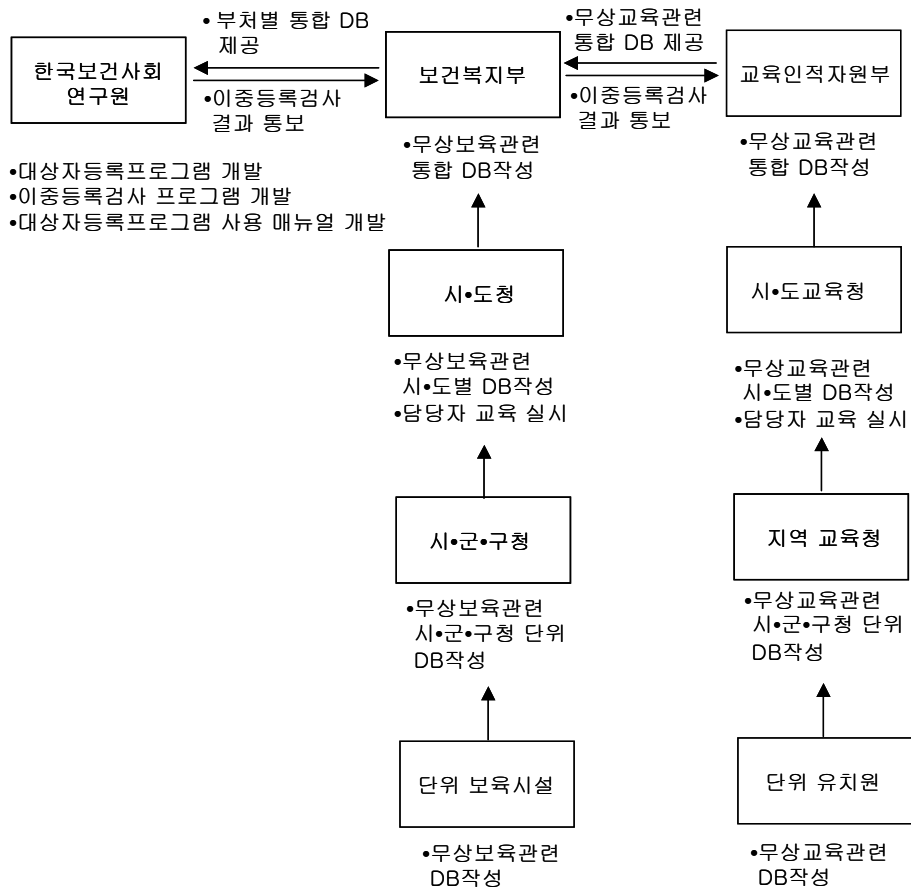 • 부처별 통합 DB
제공
•무상교육관련
통합 DB 제공
한국보건사회
연구원
보건복지부
교육인적자원부
•이중등록검사
결과 통보
•이중등록검사
결과 통보
•대상자등록프로그램 개발
•이중등록검사 프로그램 개발
•대상자등록프로그램 사용 매뉴얼 개발
•무상보육관련
통합 DB작성
•무상교육관련
통합 DB작성
시•도청
시•도교육청
•무상보육관련
시•도별 DB작성
•담당자 교육 실시
•무상교육관련
시•도별 DB작성
•담당자 교육 실시
시•군•구청
지역 교육청
•무상보육관련
시•군•구청 단위
DB작성
•무상교육관련
시•군•구청 단위
DB작성
단위 보육시설
단위 유치원
•무상보육관련
DB작성
•무상교육관련
DB작성